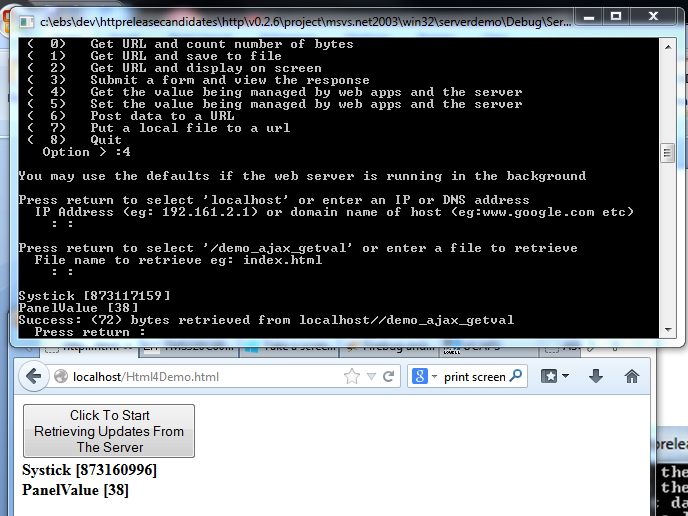 c:\ebs\dev\httpreleasecandidates\http\v0.2.6\project\msvs.net2003\win32\serverdemo\Debug\Ser...
( 0) Get URL and count number of bytes
( 1) Get URL and save to file
( 2) Get URL and display on screen
( 3) Submit a form and view the response
( 4) Get the value being managed by web apps and the server
( 5) Set the value being managed by web apps and the server
( 6) Post data to a URL
( 7) Put a local file to a url
( 8) Quit
Option > :4
You may use the defaults if the web server is running in the background
Press return to select 'localhost' or enter an IP or DNS address
IP Address (eg: 192.161.2.1) or domain name of host (eg:www.google.com etc)
: :
Press return to select '/demo_ajax_getval' or enter a file to retrieve
File name to retrieve eg: index.html
: :
Systick [873117159]
PanelValue [38]
Success: (72) bytes retrieved from localhost//demo_ajax_getval
Press return :
localhost/Html4Demo.html
print screen
Click To Start
Retrieving Updates From
The Server
Systick [873160996]
PanelValue [38]
the
the